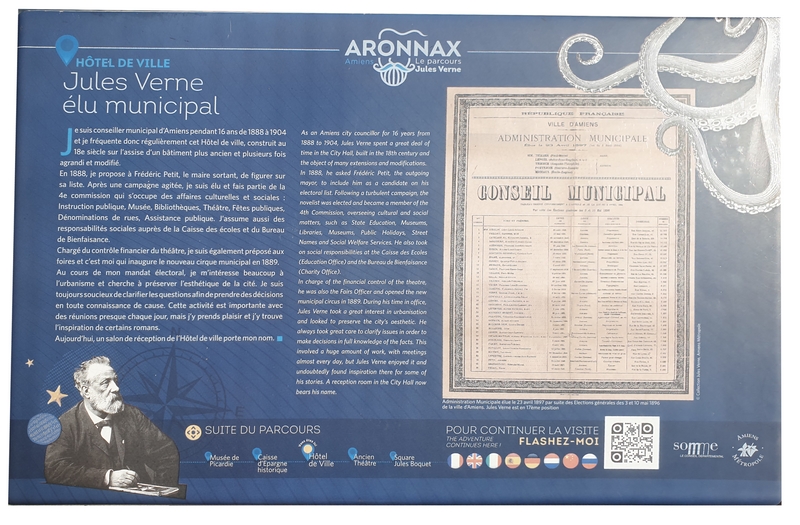 HÔTEL DE VILLE
Jules Verne
élu municipal
ARONNAX
Amiens Le parcours
Jules Verne
Je suis conseiller municipal d'Amiens pendant 16 ans de 1888 à 1904
et je fréquente donc régulièrement cet Hôtel de ville, construit au
18e siècle sur l'assise d'un bâtiment plus ancien et plusieurs fois
agrandi et modifié.
En 1888, je propose à Frédéric Petit, le maire sortant, de figurer sur
sa liste. Après une campagne agitée, je suis élu et fais partie de la
4e commission qui s'occupe des affaires culturelles et sociales :
Instruction publique, Musée, Bibliothèques, Théâtre, Fêtes publiques,
Dénominations de rues, Assistance publique. J'assume aussi des
responsabilités sociales auprès de la Caisse des écoles et du Bureau
de Bienfaisance.
Chargé du contrôle financier du théâtre, je suis également préposé aux
foires et c'est moi qui inaugure le nouveau cirque municipal en 1889.
Au cours de mon mandat électoral, je m'intéresse beaucoup à
l'urbanisme et cherche à préserver l'esthétique de la cité. Je suis
toujours soucieux de clarifier les questions afin de prendre des décisions
en toute connaissance de cause. Cette activité est importante avec
des réunions presque chaque jour, mais j'y prends plaisir et j'y trouve
l'inspiration de certains romans.
Aujourd'hui, un salon de réception de l'Hôtel de ville porte mon nom.
As an Amiens city councillor for 16 years from
1888 to 1904, Jules Verne spent a great deal of
time in the City Hall, built in the 18th century and
the object of many extensions and modifications.
In 1888, he asked Frédéric Petit, the outgoing
mayor, to include him as a candidate on his
electoral list. Following a turbulent campaign, the
novelist was elected and became a member of the
4th Commission, overseeing cultural and social
matters, such as State Education, Museums,
Libraries, Museums, Public Holidays, Street
Names and Social Welfare Services. He also took
on social responsibilities at the Caisse des Ecoles
(Education Office) and the Bureau de Bienfaisance
(Charity Office).
In charge of the financial control of the theatre,
he was also the Fairs Officer and opened the new
municipal circus in 1889. During his time in office,
Jules Verne took a great interest in urbanisation
and looked to preserve the city's aesthetic. He
always took great care to clarify issues in order to
make decisions in full knowledge of the facts. This
involved a huge amount of work, with meetings
almost every day, but Jules Verne enjoyed it and
undoubtedly found inspiration there for some of
his stories. A reception room in the City Hall now
bears his name.
RÉPUBLIQUE FRANÇAISE
VILLE D'AMIENS
ADMINISTRATION MUNICIPALE
CONSEIL MUNICIPAL
Administration Municipale élue le 23 avril 1897 par suite des Elections générales des 3 et 10 mai 1896
de la ville d'Amiens. Jules Verne est en 17ème position
SUITE DU PARCOURS
Musée de
Picardie
Caisse
d'Epargne
historique
Hôtel
de Ville
Ancien
Théâtre
Square
Jules Bocquet
POUR CONTINUER LA VISITE
THE ADVENTURE
CONTINUES HERE !
FLASHEZ-MOI
somme
AMIENS
MÉTROPOLE